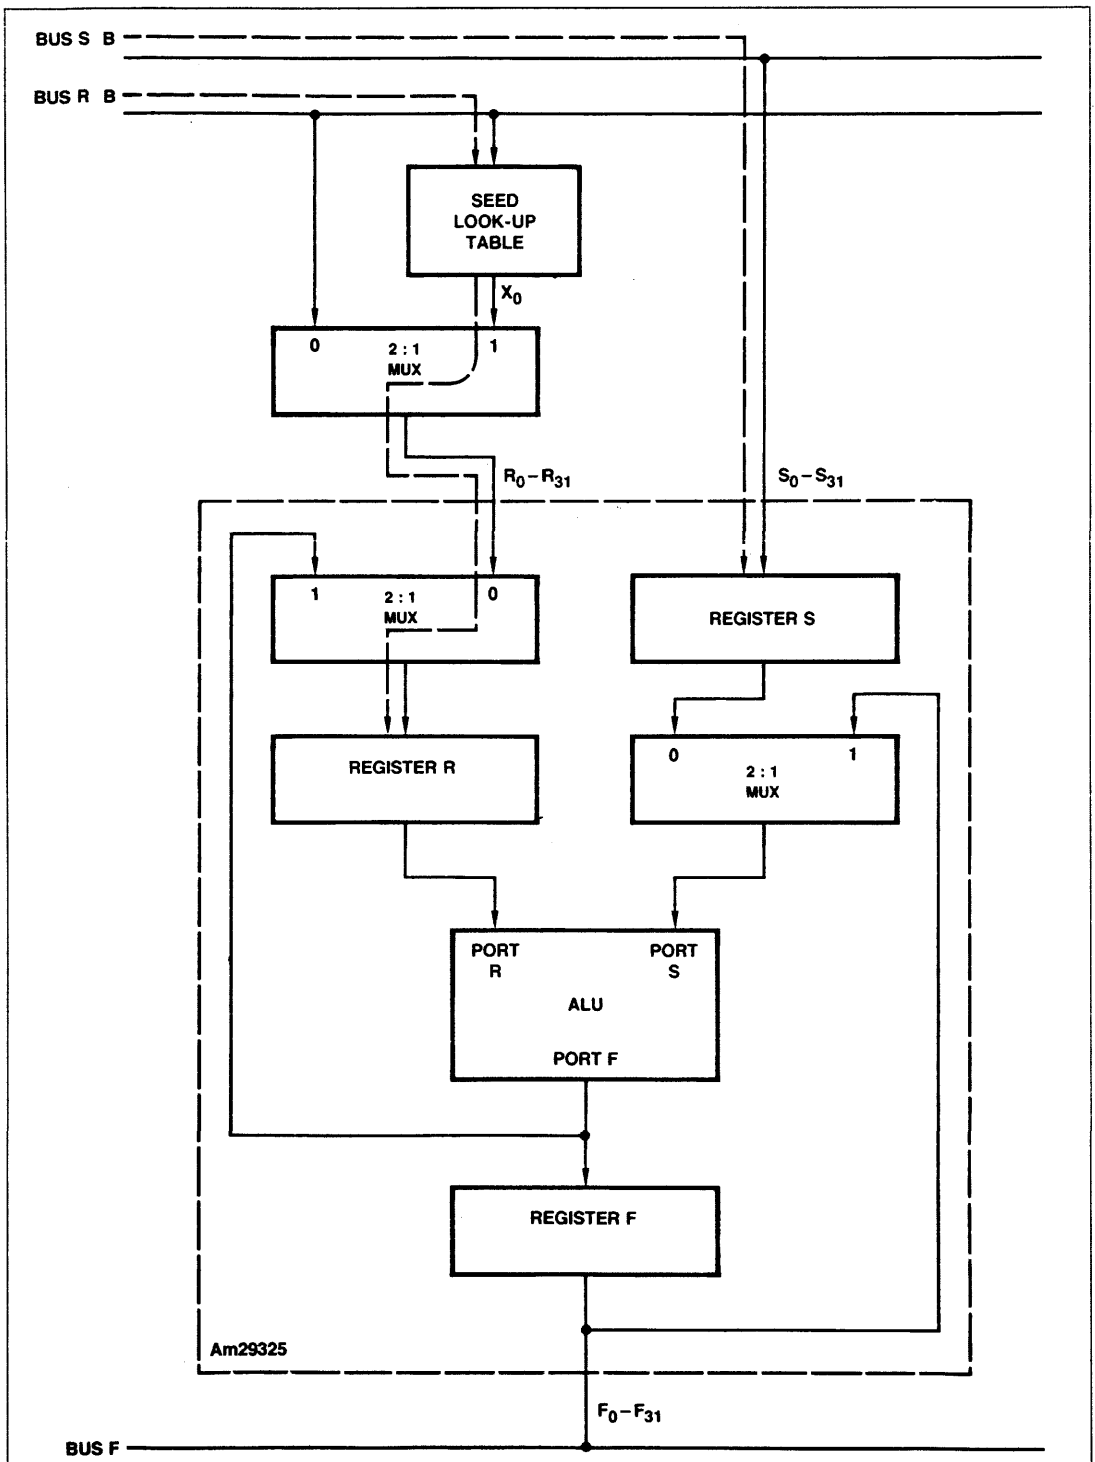 BUS S B
BUS R B
SEED
LOOK-UP
TABLE
X0
0
2 : 1
MUX
1
R0–R31
S0–S31
1
2 : 1
MUX
0
REGISTER S
REGISTER R
0
2 : 1
MUX
1
PORT
R
PORT
S
ALU
PORT F
REGISTER F
Am29325
F0–F31
BUS F